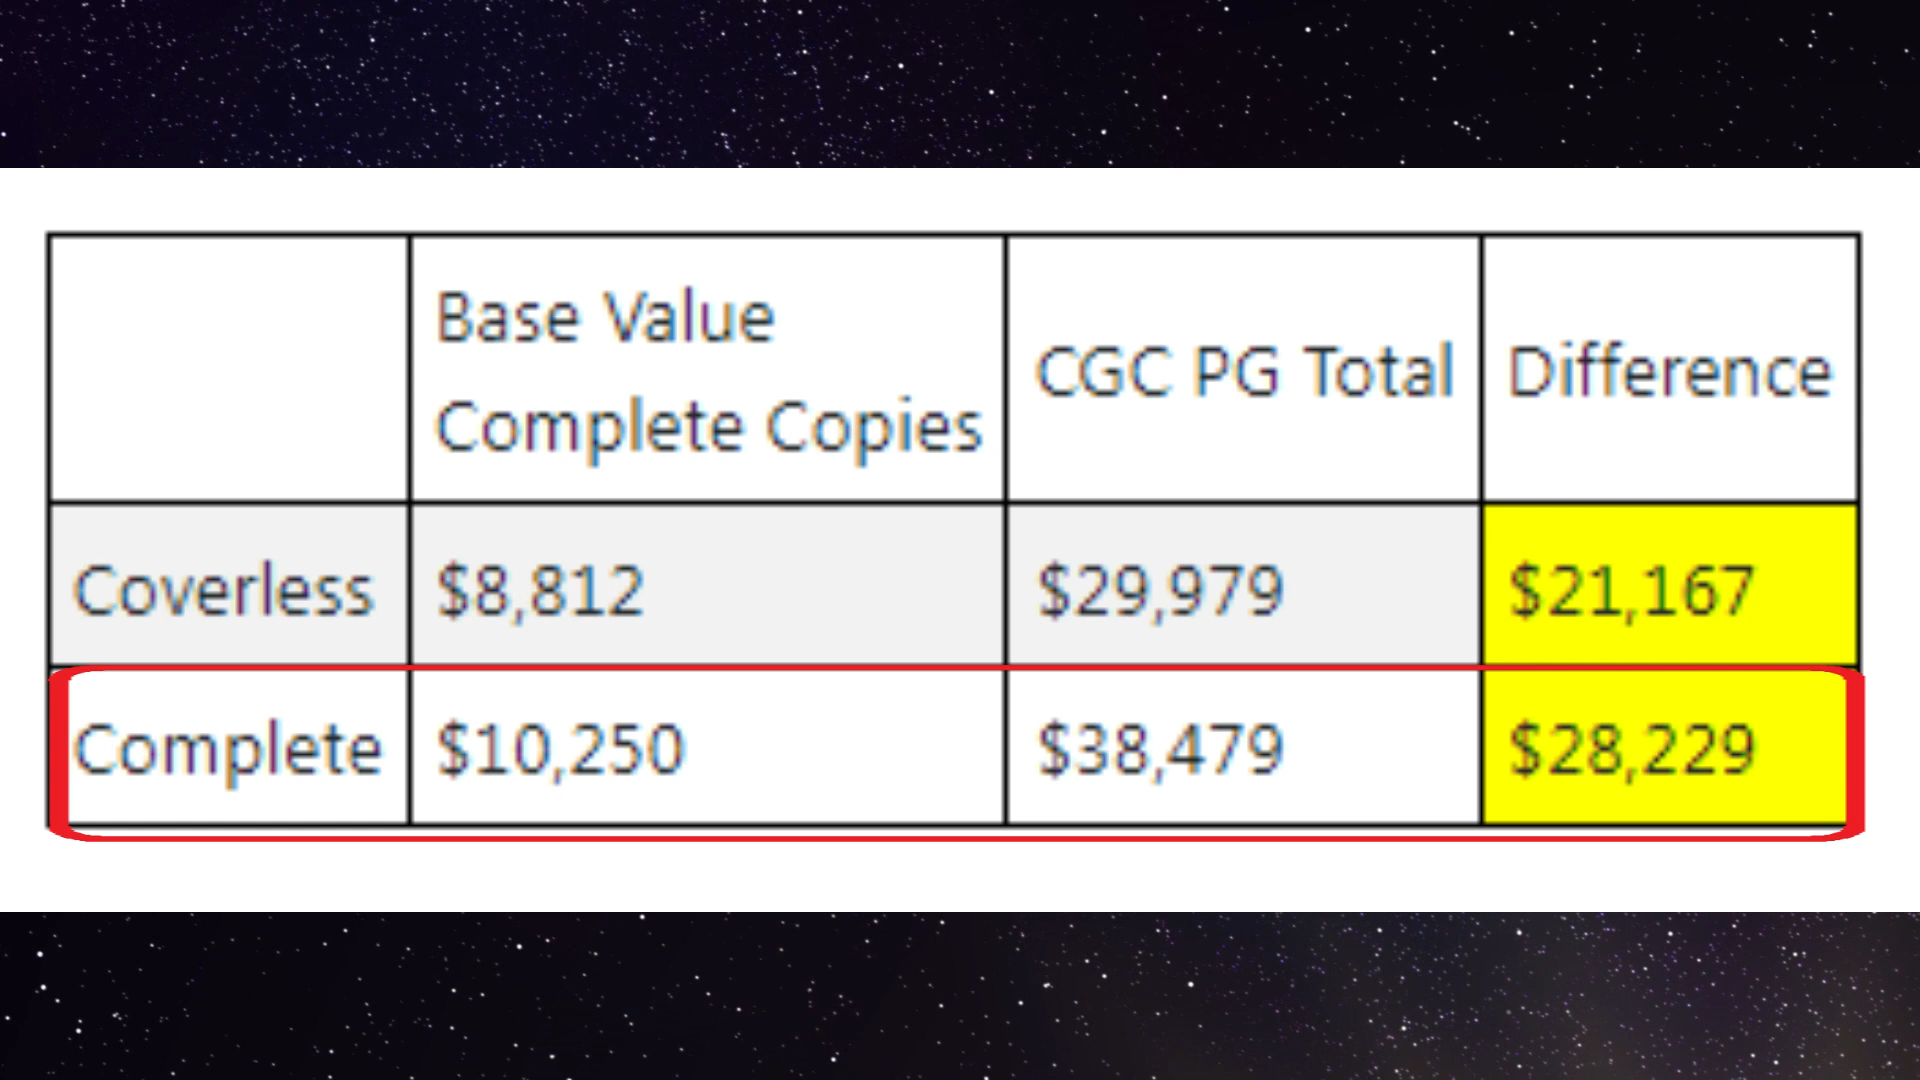 Base Value
Complete Copies
CGC PG Total
Difference
Coverless $8,812 $29,979 $21,167
Complete $10,250 $38,479 $28,229